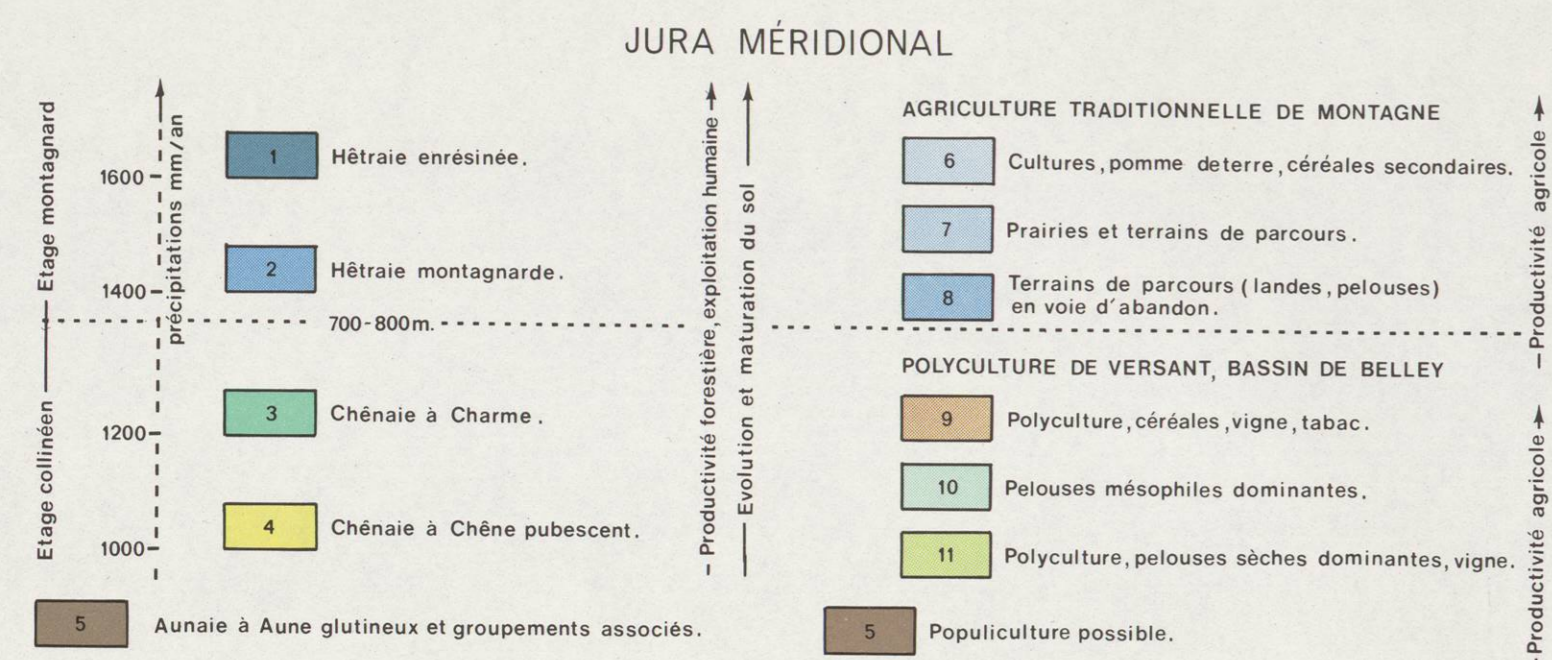 JURA MÉRIDIONAL
Etage montagnard
Etage collinéen
précipitations mm/an
1600
1400
1200
1000
1 Hêtraie enrésinée.
2 Hêtraie montagnarde.
700-800m.
3 Chênaie à Charme.
4 Chênaie à Chêne pubescent.
5 Aunaie à Aune glutineux et groupements associés.
Productivité forestière, exploitation humaine
Evolution et maturation du sol
AGRICULTURE TRADITIONNELLE DE MONTAGNE
6 Cultures, pomme de terre, céréales secondaires.
7 Prairies et terrains de parcours.
8 Terrains de parcours (landes, pelouses)
en voie d'abandon.
Productivité agricole
POLYCULTURE DE VERSANT, BASSIN DE BELLEY
9 Polyculture, céréales, vigne, tabac.
10 Pelouses mésophiles dominantes.
11 Polyculture, pelouses sèches dominantes, vigne.
5 Populiculture possible.
Productivité agricole